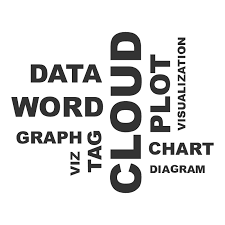 DATA
WORD
GRAPH
VIZ
TAG
CLOUD
PLOT
VISUALIZATION
CHART
DIAGRAM